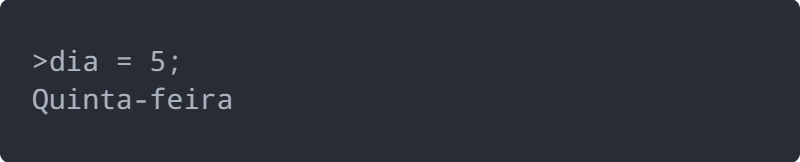 >dia = 5;
Quinta-feira